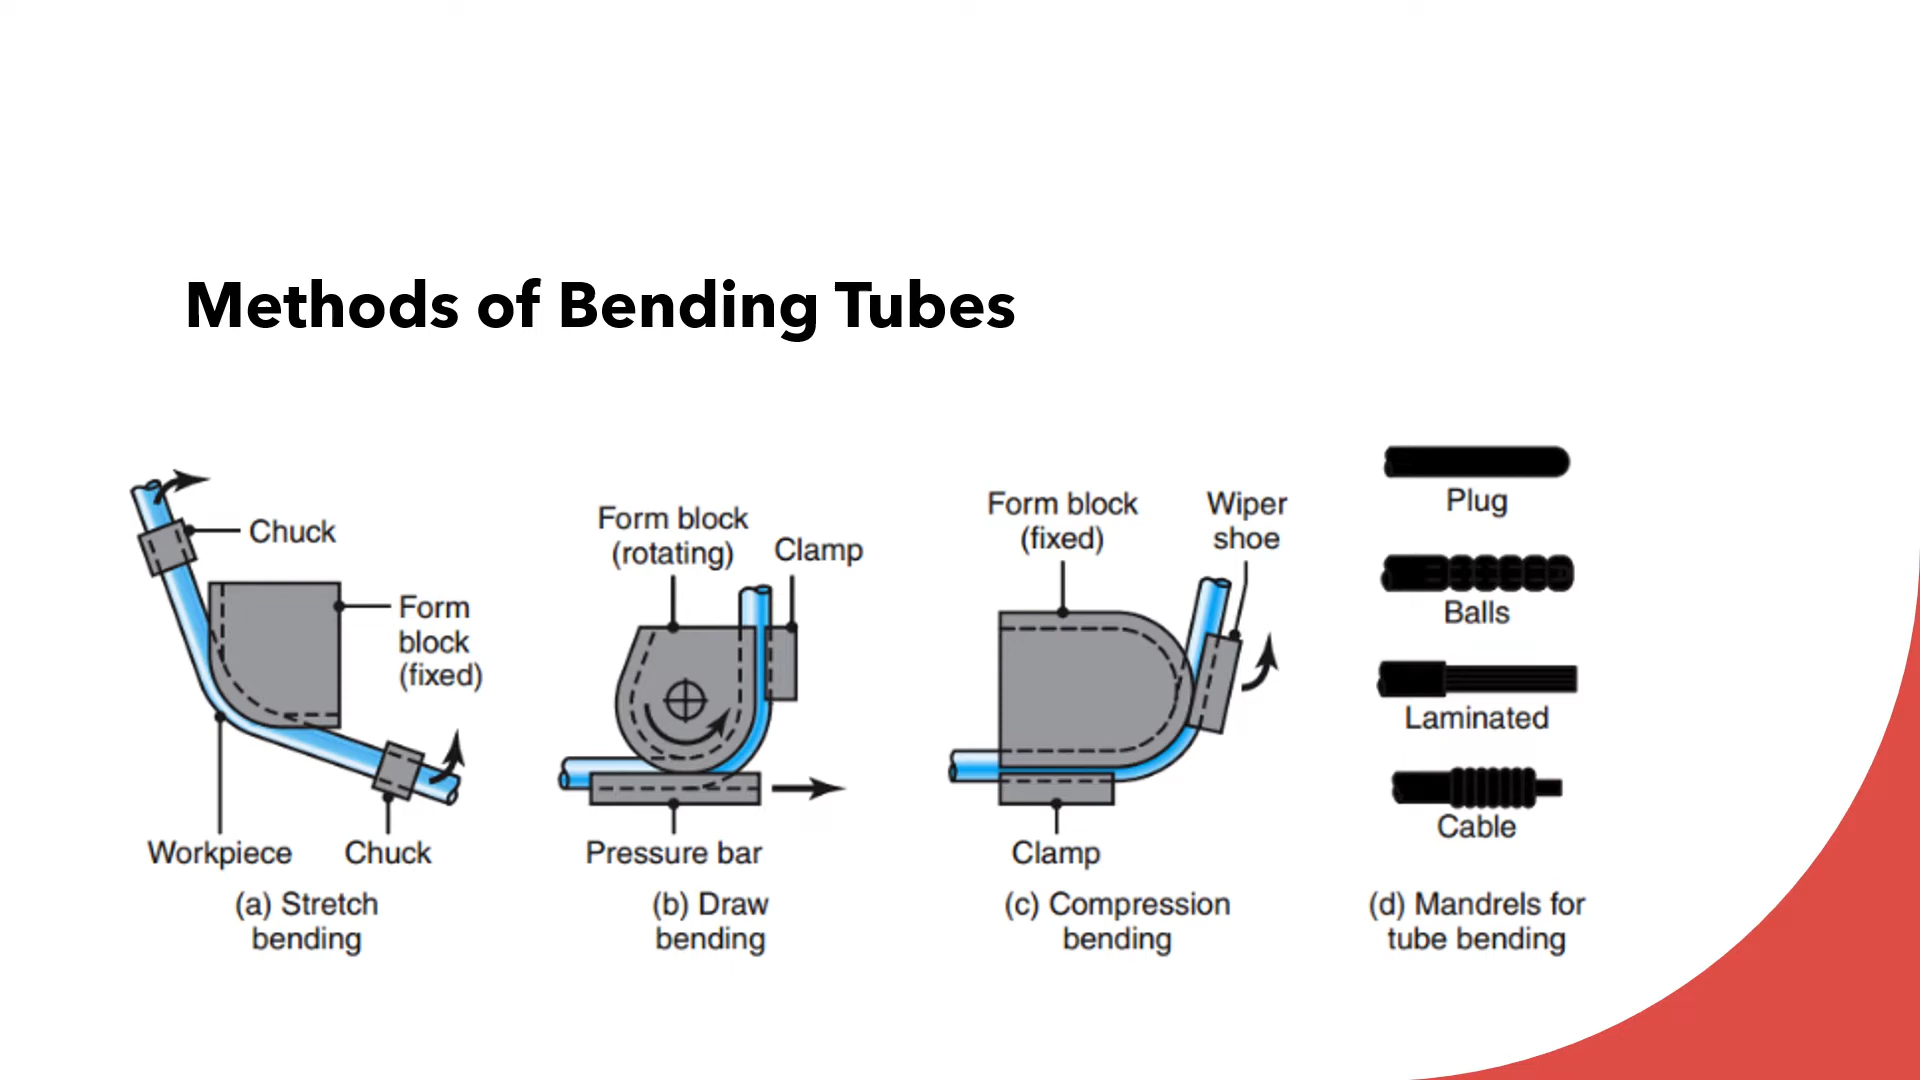 Methods of Bending Tubes
Chuck
Form
block
(fixed)
Workpiece
Chuck
(a) Stretch
bending
Form block
(rotating)
Clamp
Pressure bar
(b) Draw
bending
Form block
(fixed)
Wiper
shoe
Clamp
(c) Compression
bending
Plug
Balls
Laminated
Cable
(d) Mandrels for
tube bending